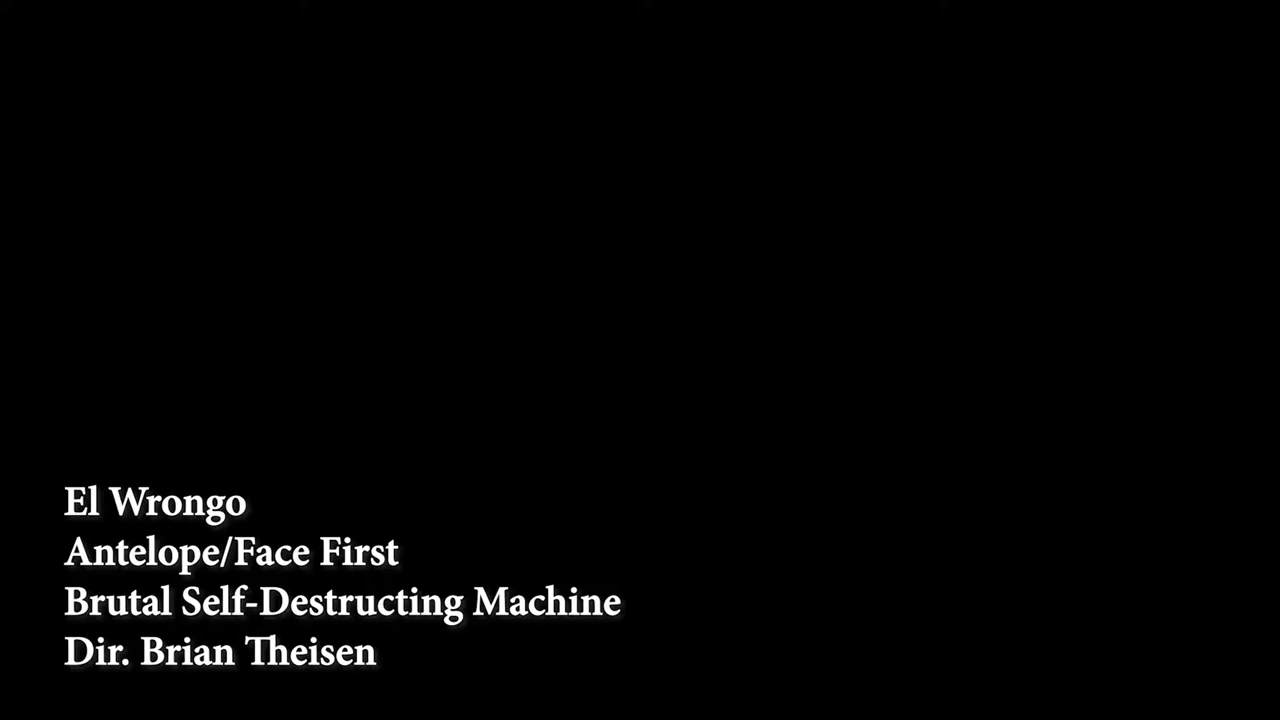 El Wrongo
Antelope/Face First
Brutal Self-Destructing Machine
Dir. Brian Theisen